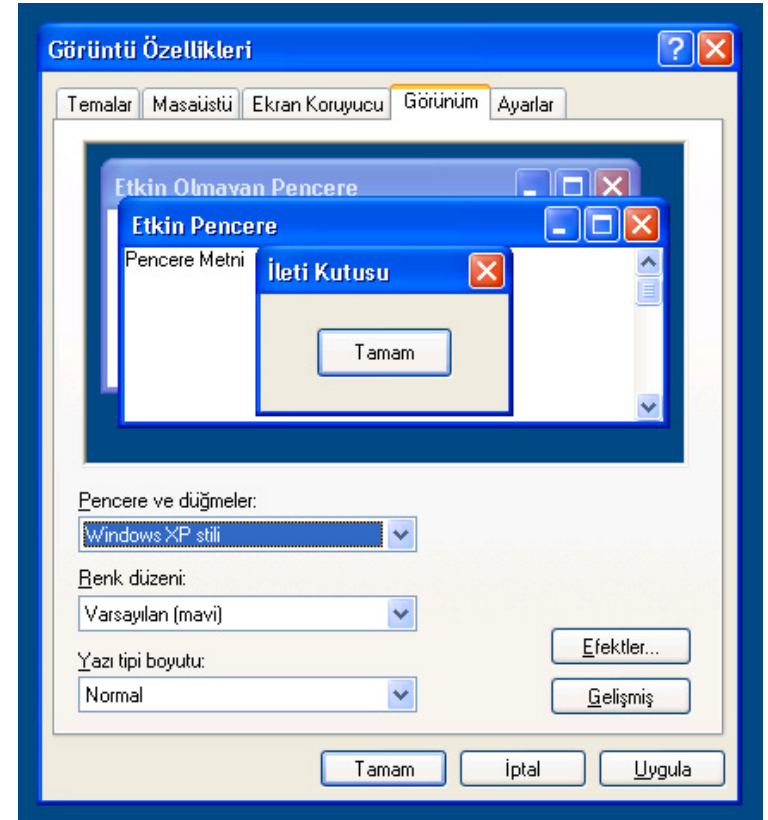 Görüntü Özellikleri
Temalar Masaüstü Ekran Koruyucu Görünüm Ayarlar
Etkin Olmayan Pencere
Etkin Pencere
Pencere Metni
İleti Kutusu
Tamam
Pencere ve düğmeler:
Windows XP stili
Renk düzeni:
Varsayılan (mavi)
Yazı tipi boyutu:
Normal
Efektler...
Gelişmiş
Tamam İptal Uygula